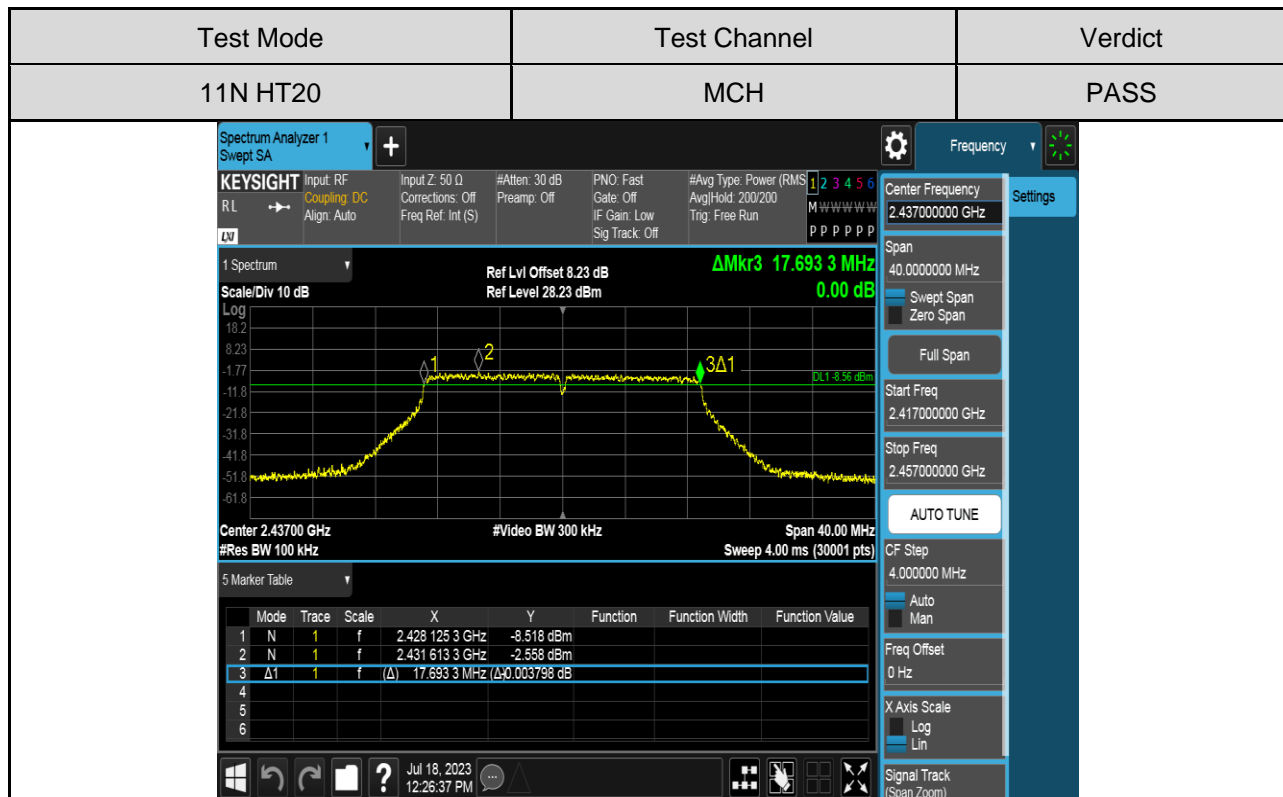 Test Mode Test Channel Verdict
11N HT20 MCH PASS
Spectrum Analyzer 1
Swept SA
Frequency
KEYSIGHT Input: RF Input Z: 50 Ω #Atten: 30 dB PNO: Fast #Avg Type: Power (RMS 1 2 3 4 5 6
R L Coupling: DC Corrections: Off Preamp: Off Gate: Off Avg|Hold: 200/200 M W W W W W
Align: Auto Freq Ref: Int (S) IF Gain: Low Trig: Free Run
LXI Sig Track: Off P P P P P P
1 Spectrum
Ref Lvl Offset 8.23 dB
ΔMkr3 17.693 3 MHz
Scale/Div 10 dB Ref Level 28.23 dBm 0.00 dB
Log
18.2
8.23
-1.77
-11.8
-21.8
-31.8
-41.8
-51.8
-61.8
1
2
3Δ1
DL1 -8.56 dBm
Center 2.43700 GHz #Video BW 300 kHz Span 40.00 MHz
#Res BW 100 kHz Sweep 4.00 ms (30001 pts)
5 Marker Table
Mode Trace Scale X Y Function Function Width Function Value
1 N 1 f 2.428 125 3 GHz -8.518 dBm
2 N 1 f 2.431 613 3 GHz -2.558 dBm
3 Δ1 1 f (Δ) 17.693 3 MHz (Δ) -0.003798 dB
4
5
6
Jul 18, 2023
12:26:37 PM
Center Frequency
2.437000000 GHz
Settings
Span
40.0000000 MHz
Swept Span
Zero Span
Full Span
Start Freq
2.417000000 GHz
Stop Freq
2.457000000 GHz
AUTO TUNE
CF Step
4.000000 MHz
Auto
Man
Freq Offset
0 Hz
X Axis Scale
Log
Lin
Signal Track
(Span Zoom)